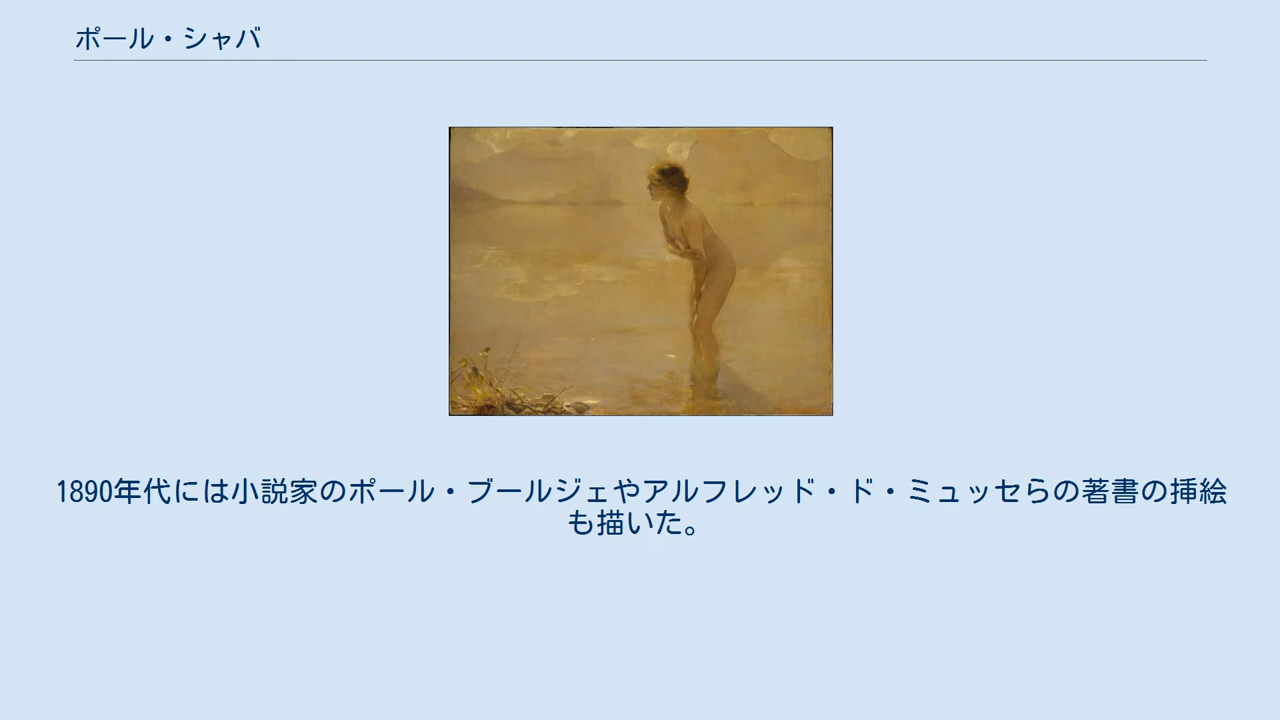 ポール・シャバ
1890年代には小説家のポール・ブールジェやアルフレッド・ド・ミュッセらの著書の挿絵
も描いた。